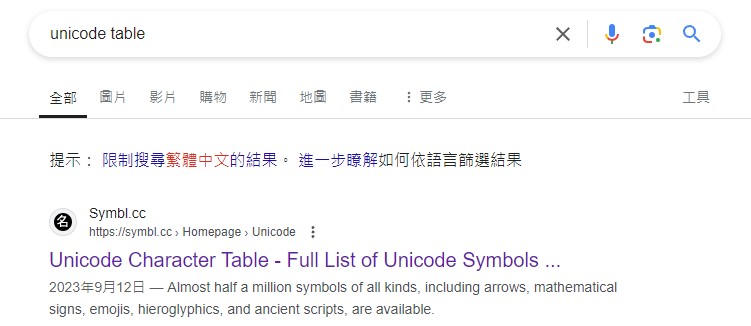 unicode table
全部 圖片 影片 購物 新聞 地圖 書籍 更多 工具
提示： 限制搜尋繁體中文的結果。 進一步瞭解如何依語言篩選結果
名
Symbl.cc
https://symbl.cc › Homepage › Unicode
Unicode Character Table - Full List of Unicode Symbols ...
2023年9月12日 — Almost half a million symbols of all kinds, including arrows, mathematical
signs, emojis, hieroglyphics, and ancient scripts, are available.